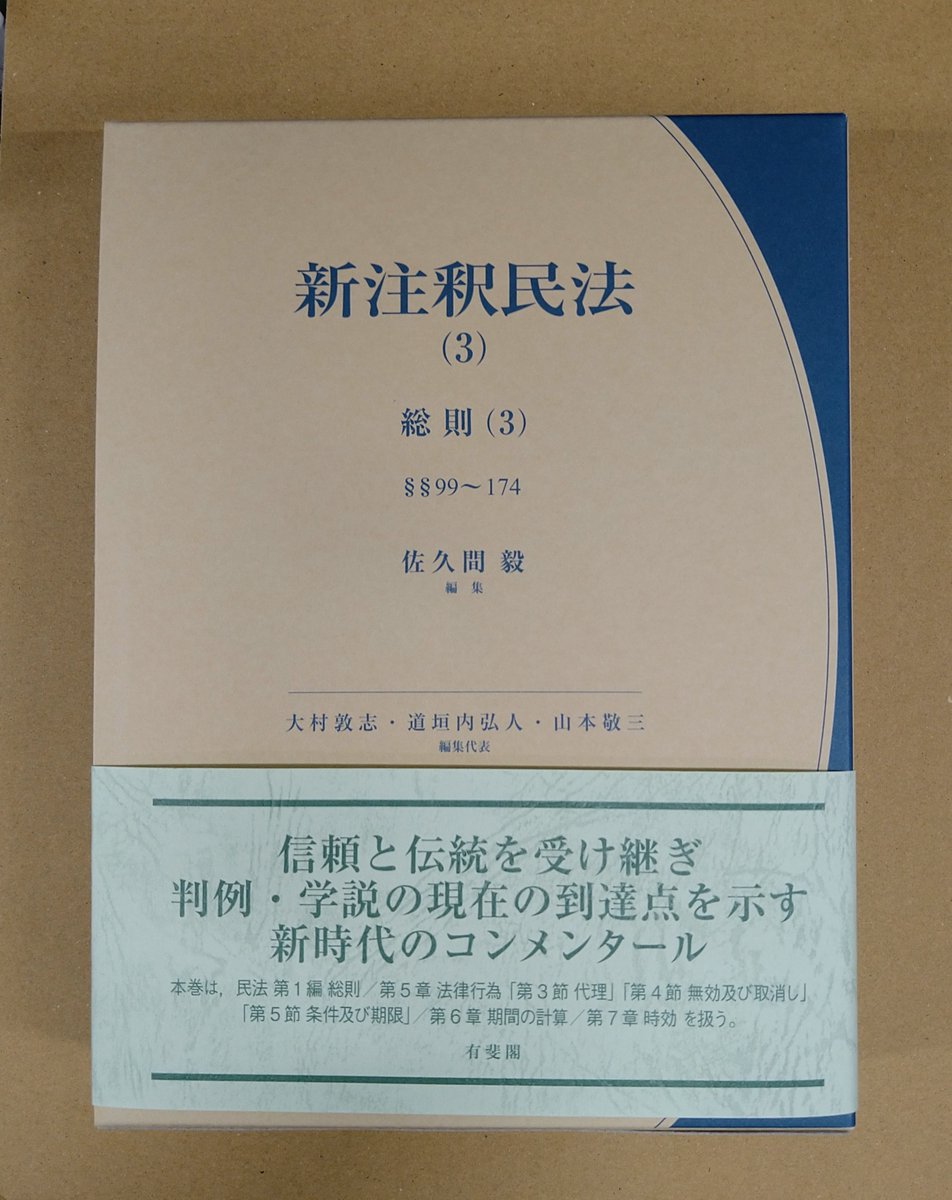 新注釈民法
(3)
総則(3)
§§99〜174
佐久間 毅
編 集
大村敦志・道垣内弘人・山本敬三
編集代表
信頼と伝統を受け継ぎ
判例・学説の現在の到達点を示す
新時代のコンメンタール
本巻は，民法 第1編 総則／第5章 法律行為「第3節 代理」「第4節 無効及び取消し」
「第5節 条件及び期限」／第6章 期間の計算／第7章 時効 を扱う。
有斐閣